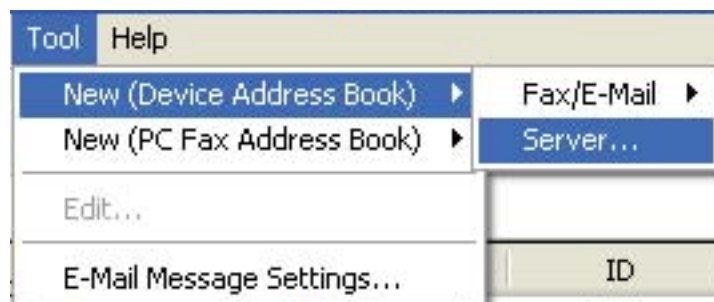 Tool Help
New (Device Address Book)
Fax/E-Mail
New (PC Fax Address Book)
Server...
Edit...
E-Mail Message Settings...
ID